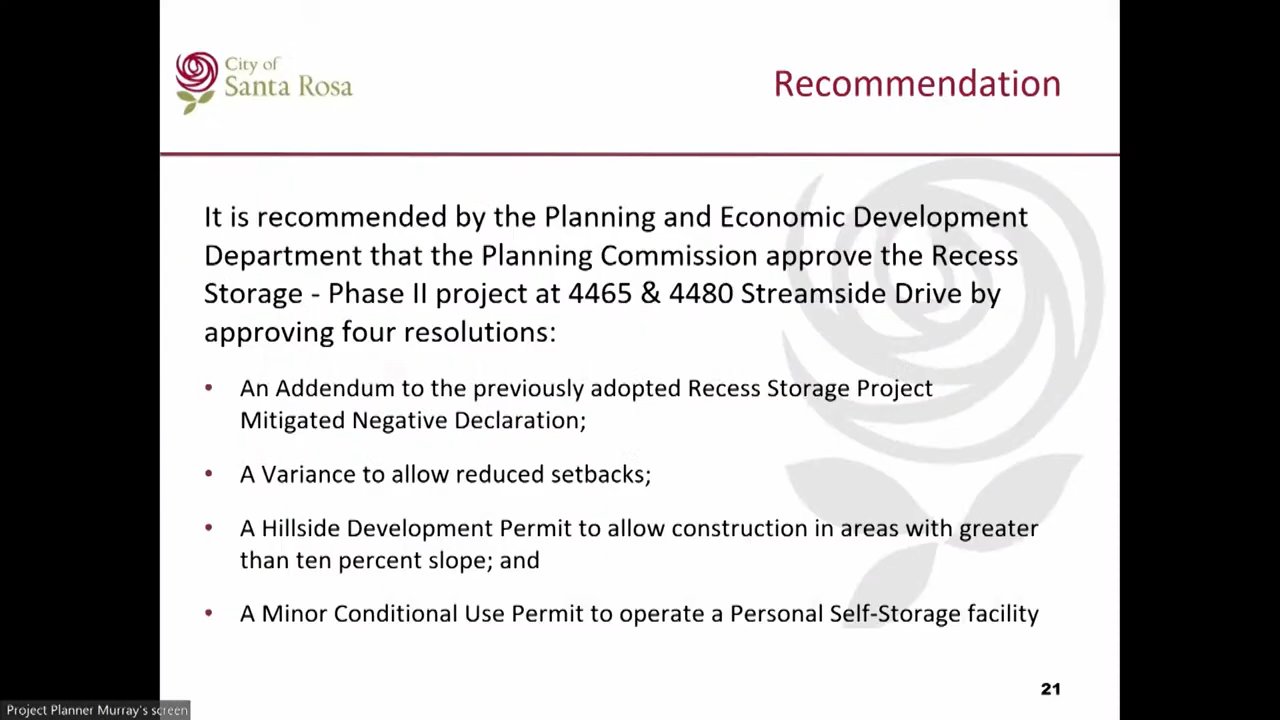 City of
Santa Rosa
Recommendation
It is recommended by the Planning and Economic Development
Department that the Planning Commission approve the Recess
Storage - Phase II project at 4465 & 4480 Streamside Drive by
approving four resolutions:
• An Addendum to the previously adopted Recess Storage Project
Mitigated Negative Declaration;
• A Variance to allow reduced setbacks;
• A Hillside Development Permit to allow construction in areas with greater
than ten percent slope; and
• A Minor Conditional Use Permit to operate a Personal Self-Storage facility
21
Project Planner Murray's screen